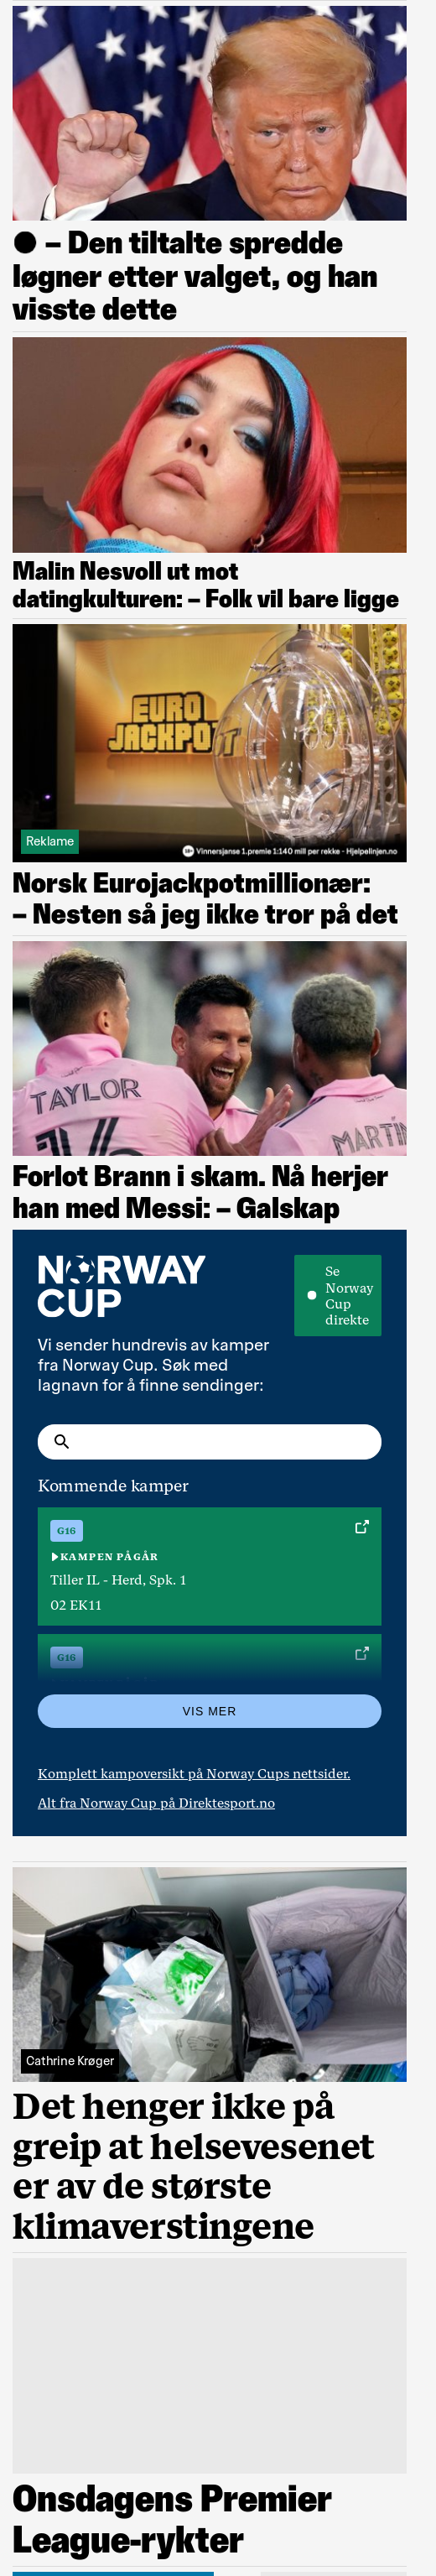 – Den tiltalte spredde
løgner etter valget, og han
visste dette
Malin Nesvoll ut mot
datingkulturen: – Folk vil bare ligge
EURO
JACKPOT
Reklame
18+ Vinnersjanse 1.premie 1:140 mill per rekke - Hjelpelinjen.no
Norsk Eurojackpotmillionær:
– Nesten så jeg ikke tror på det
TAYLOR
16
MARTIN
Forlot Brann i skam. Nå herjer
han med Messi: – Galskap
NORWAY
CUP
Se
Norway
Cup
direkte
Vi sender hundrevis av kamper
fra Norway Cup. Søk med
lagnavn for å finne sendinger:
Kommende kamper
G16
KAMPEN PÅGÅR
Tiller IL - Herd, Spk. 1
02 EK11
G16
VIS MER
Komplett kampoversikt på Norway Cups nettsider.
Alt fra Norway Cup på Direktesport.no
Cathrine Krøger
Det henger ikke på
greip at helsevesenet
er av de største
klimaverstingene
Onsdagens Premier
League-rykter